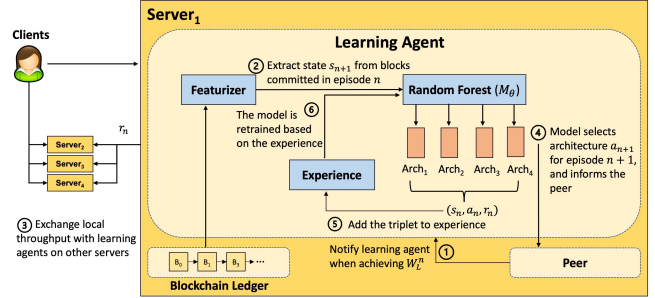 Server₁
Clients
Learning Agent
② Extract state sₙ₊₁ from blocks
committed in episode n
Featurizer
Random Forest (M_θ)
⑥
The model is
retrained based
on the experience
rₙ
Server₂
Server₃
Server₄
④ Model selects
architecture aₙ₊₁
for episode n + 1,
and informs the
peer
Arch₁ Arch₂ Arch₃ Arch₄
Experience
(sₙ, aₙ, rₙ)
⑤ Add the triplet to experience
③ Exchange local
throughput with learning
agents on other servers
Notify learning agent
when achieving W_L^n
①
B₀ B₁ B₃ ···
Blockchain Ledger
Peer